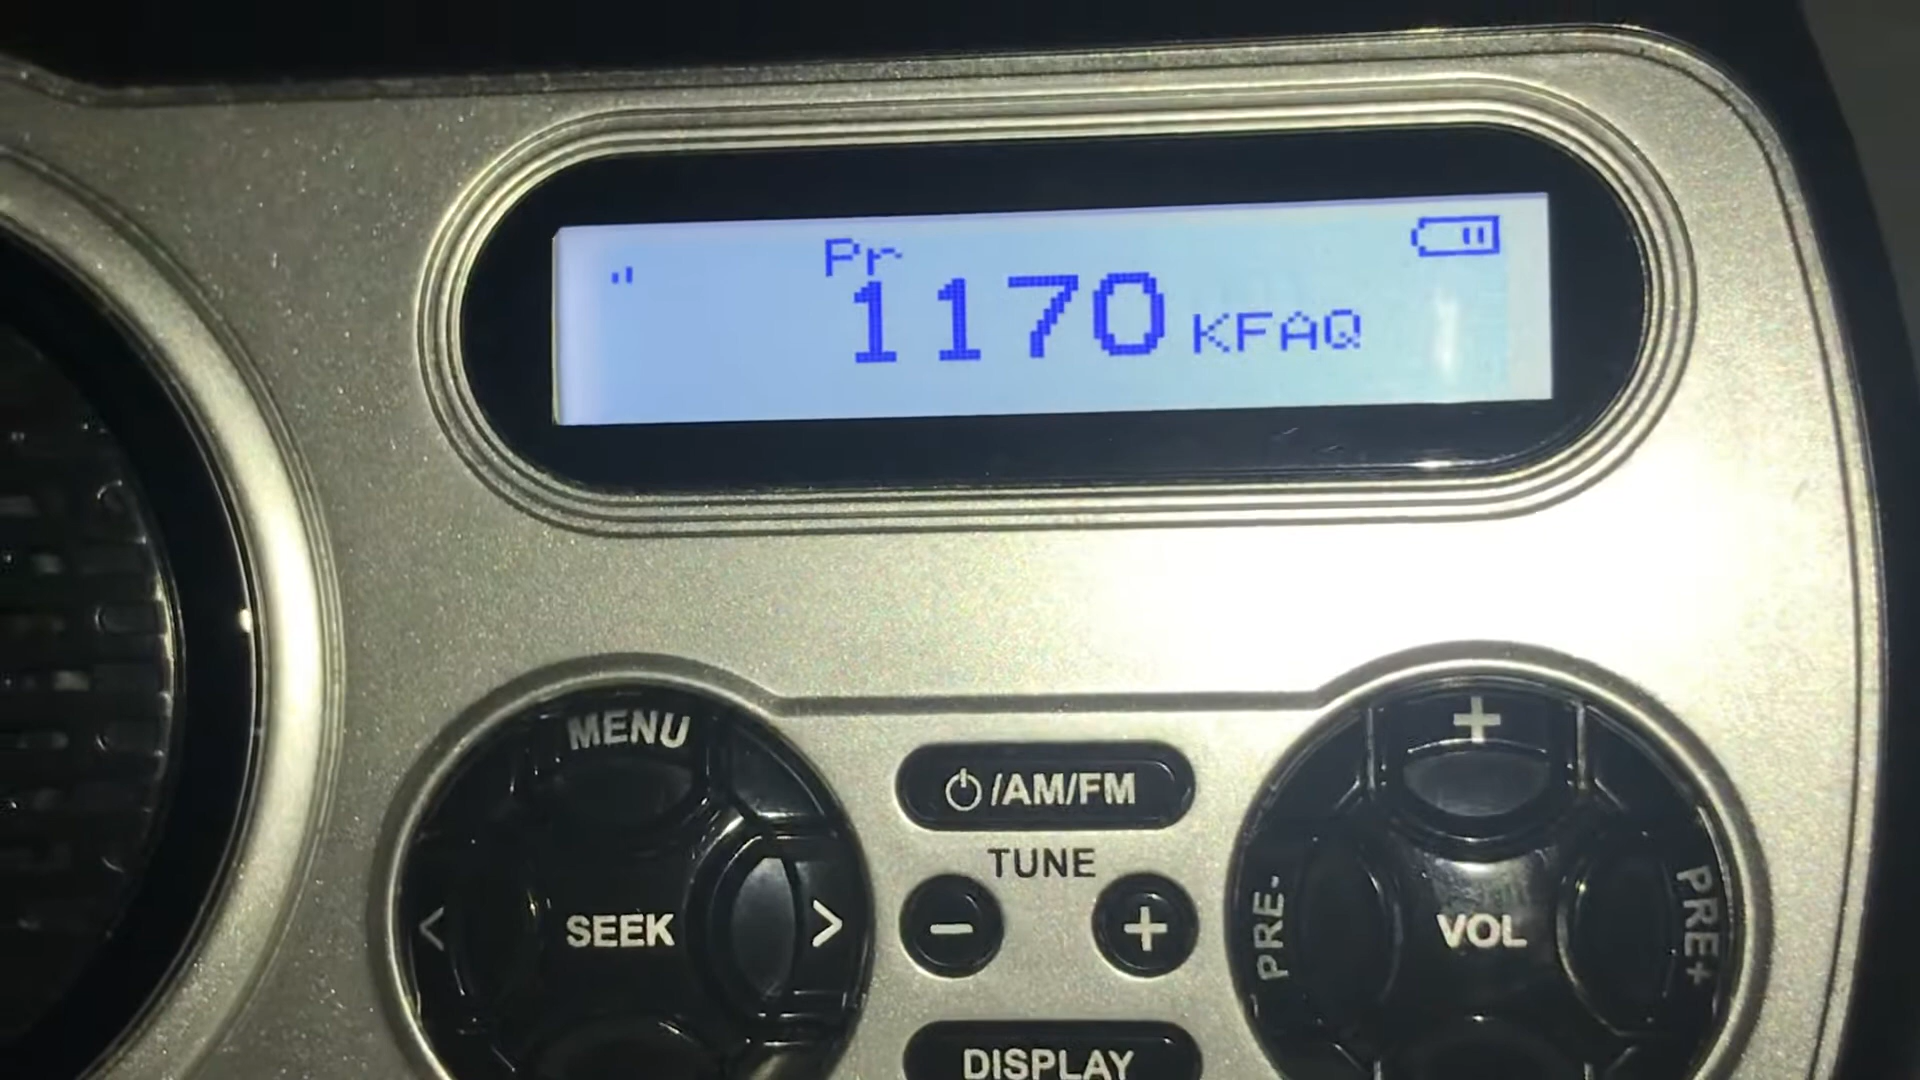 Pr
1170 KFAQ
MENU
/AM/FM
+
TUNE
< SEEK >
- +
PRE- VOL PRE+
DISPLAY